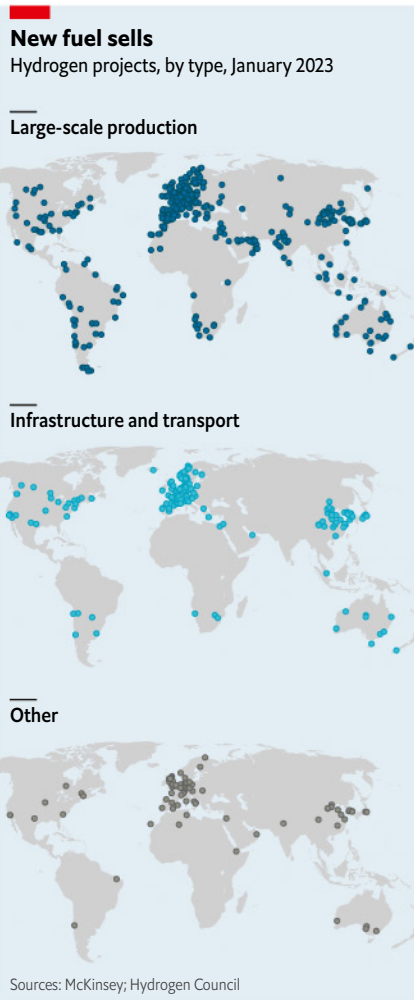 New fuel sells
Hydrogen projects, by type, January 2023
Large-scale production
Infrastructure and transport
Other
Sources: McKinsey; Hydrogen Council